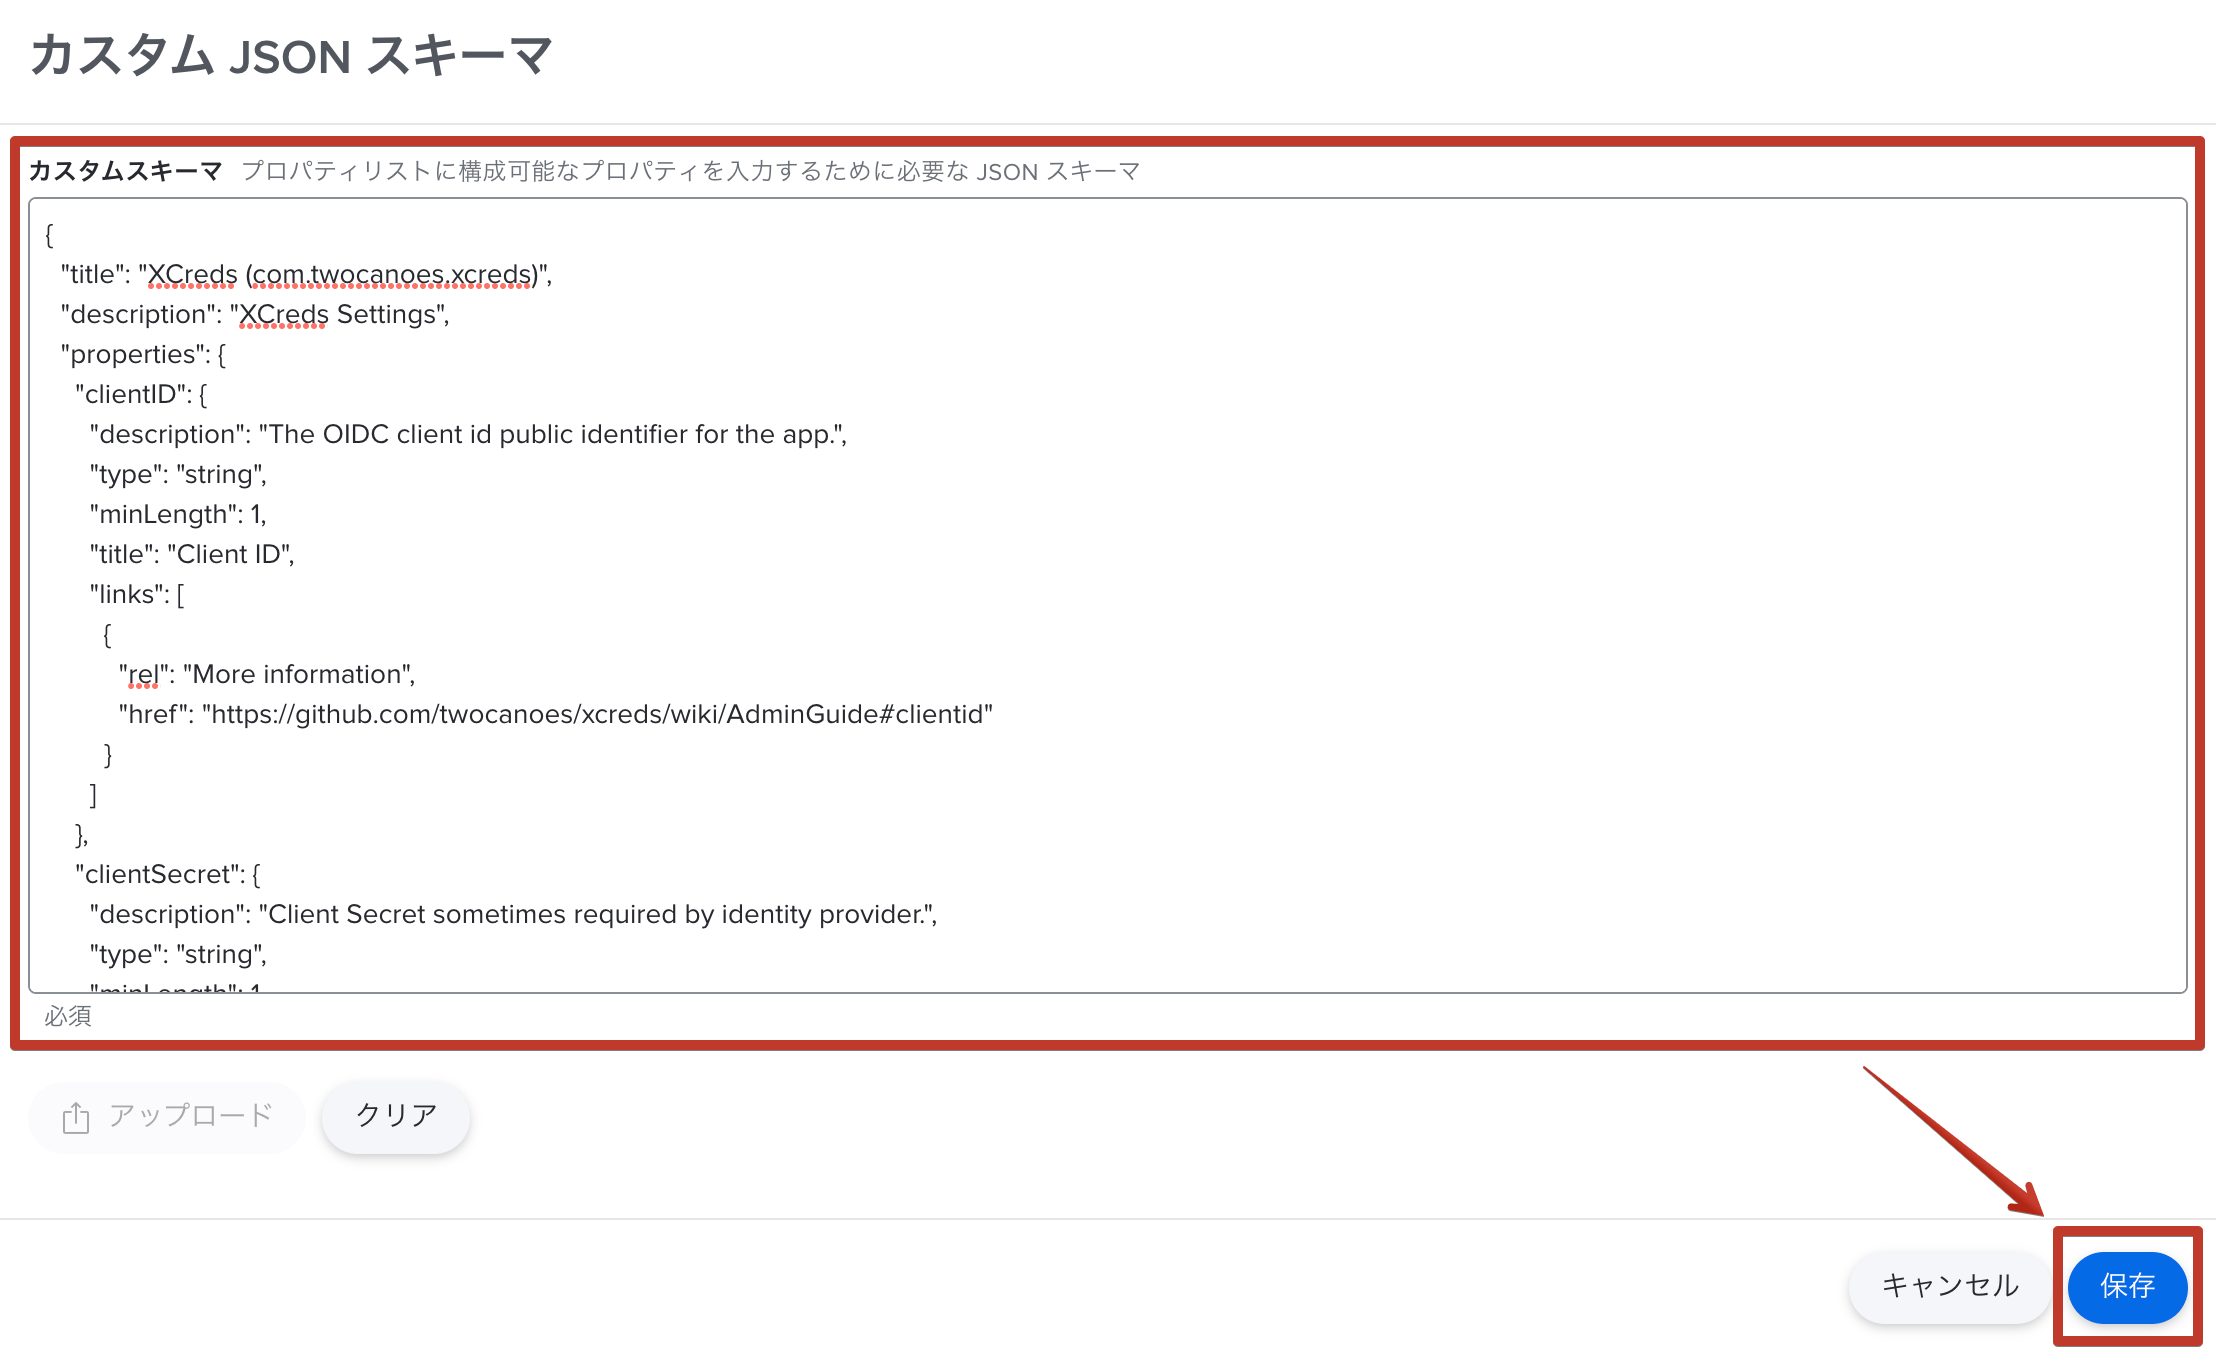 カスタム JSON スキーマ
カスタムスキーマ プロパティリストに構成可能なプロパティを入力するために必要な JSON スキーマ
{
"title": "XCreds (com.twocanoes.xcreds)",
"description": "XCreds Settings",
"properties": {
"clientID": {
"description": "The OIDC client id public identifier for the app.",
"type": "string",
"minLength": 1,
"title": "Client ID",
"links": [
{
"rel": "More information",
"href": "https://github.com/twocanoes/xcreds/wiki/AdminGuide#clientid"
}
]
},
"clientSecret": {
"description": "Client Secret sometimes required by identity provider.",
"type": "string",
"minLength": 1
必須
アップロード クリア
キャンセル 保存